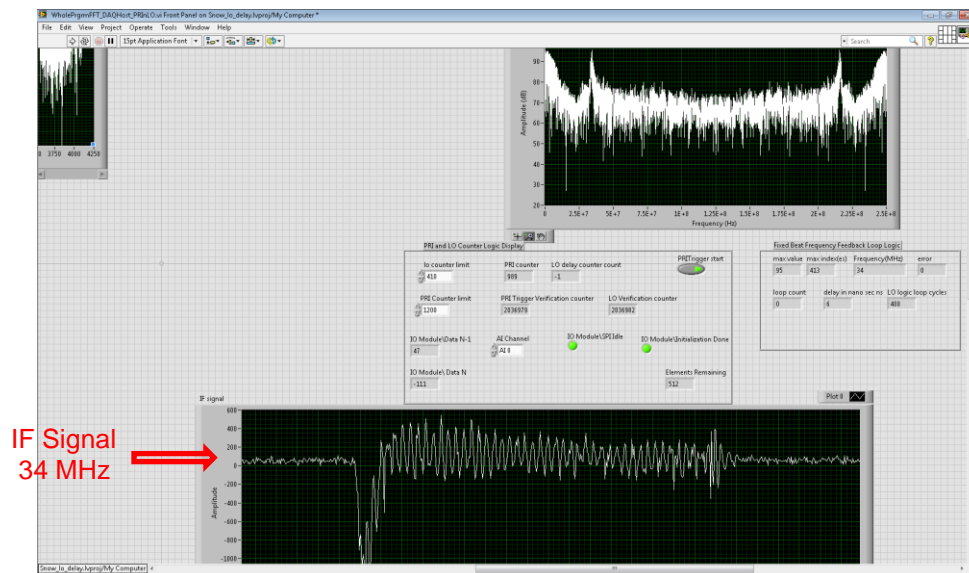 WholePrgrmFFT_DAQHost_PRInLO.vi Front Panel on Snow_lo_delay.lvproj/My Computer *
File Edit View Project Operate Tools Window Help
15pt Application Font
Search
3750 4000 4250
Amplitude (dB)
90-
80-
70-
60-
50-
40-
30-
20-
0 2.5E+7 5E+7 7.5E+7 1E+8 1.25E+8 1.5E+8 1.75E+8 2E+8 2.25E+8 2.5E+8
Frequency (Hz)
PRI and LO Counter Logic Display
lo counter limit PRI counter LO delay counter count PRITrigger start
410 909 -1
PRI Counter limit PRI Trigger Verification counter LO Verification counter
1200 2036979 2036982
IO Module\Data N-1 AI Channel IO Module\SPI Idle IO Module\Initialization Done
47 AI 0
IO Module\ Data N Elements Remaining
-111 512
Fixed Beat Frequency Feedback Loop Logic
max value max index(es) Frequency(MHz) error
95 413 34 0
loop count delay in nano sec ns LO logic loop cycles
0 6 408
IF signal Plot 0
Amplitude
600-
400-
200-
0-
-200-
-400-
-600-
-800-
-1000-
IF Signal
34 MHz
Snow_lo_delay.lvproj/My Computer